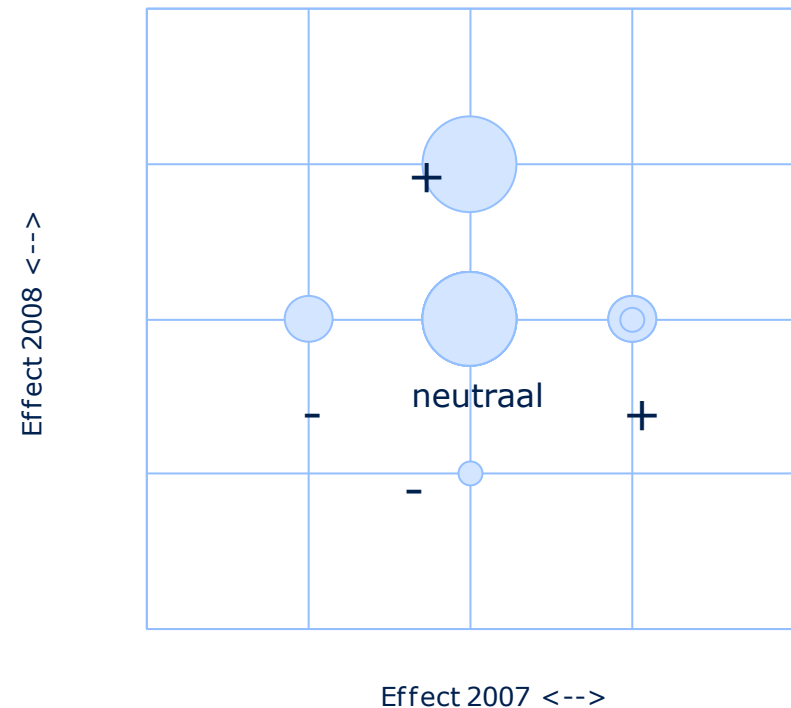 +
Effect 2008 <-->
neutraal
-
+
-
Effect 2007 <-->